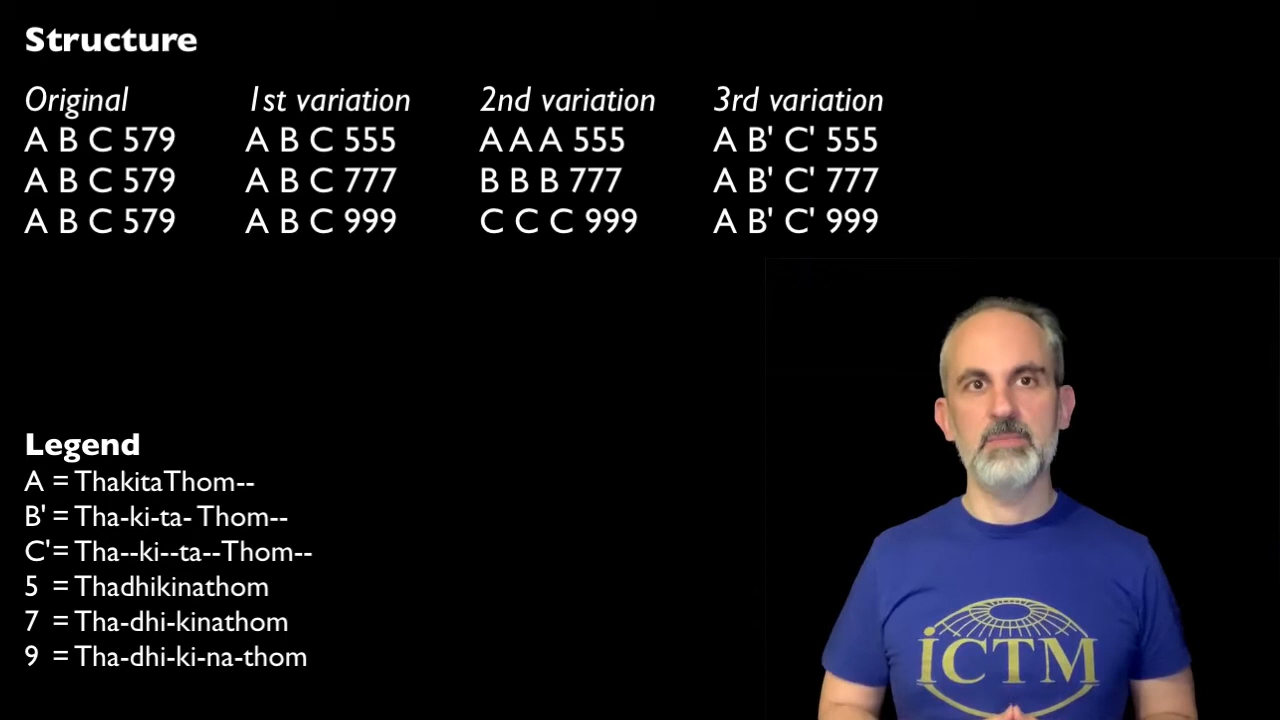 Structure
Original 1st variation 2nd variation 3rd variation
A B C 579 A B C 555 A A A 555 A B' C' 555
A B C 579 A B C 777 B B B 777 A B' C' 777
A B C 579 A B C 999 C C C 999 A B' C' 999
Legend
A = ThakitaThom--
B' = Tha-ki-ta- Thom--
C'= Tha--ki--ta--Thom--
5 = Thadhikinathom
7 = Tha-dhi-kinathom
9 = Tha-dhi-ki-na-thom
iCTM